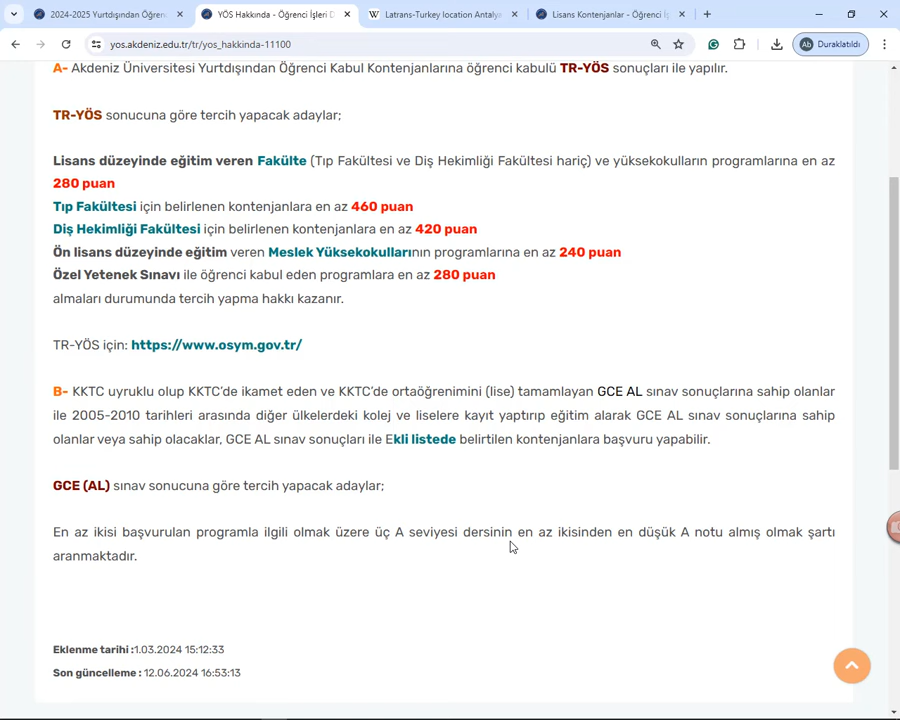 2024-2025 Yurtdışından Öğren
YÖS Hakkında - Öğrenci İşleri D
Latrans-Turkey location Antalya
Lisans Kontenjanlar - Öğrenci İş
yos.akdeniz.edu.tr/tr/yos_hakkinda-11100
Ab Duraklatıldı
A- Akdeniz Üniversitesi Yurtdışından Öğrenci Kabul Kontenjanlarına öğrenci kabulü TR-YÖS sonuçları ile yapılır.
TR-YÖS sonucuna göre tercih yapacak adaylar;
Lisans düzeyinde eğitim veren Fakülte (Tıp Fakültesi ve Diş Hekimliği Fakültesi hariç) ve yüksekokulların programlarına en az
280 puan
Tıp Fakültesi için belirlenen kontenjanlara en az 460 puan
Diş Hekimliği Fakültesi için belirlenen kontenjanlara en az 420 puan
Ön lisans düzeyinde eğitim veren Meslek Yüksekokullarının programlarına en az 240 puan
Özel Yetenek Sınavı ile öğrenci kabul eden programlara en az 280 puan
almaları durumunda tercih yapma hakkı kazanır.
TR-YÖS için: https://www.osym.gov.tr/
B- KKTC uyruklu olup KKTC'de ikamet eden ve KKTC'de ortaöğrenimini (lise) tamamlayan GCE AL sınav sonuçlarına sahip olanlar
ile 2005-2010 tarihleri arasında diğer ülkelerdeki kolej ve liselere kayıt yaptırıp eğitim alarak GCE AL sınav sonuçlarına sahip
olanlar veya sahip olacaklar, GCE AL sınav sonuçları ile Ekli listede belirtilen kontenjanlara başvuru yapabilir.
GCE (AL) sınav sonucuna göre tercih yapacak adaylar;
En az ikisi başvurulan programla ilgili olmak üzere üç A seviyesi dersinin en az ikisinden en düşük A notu almış olmak şartı
aranmaktadır.
Eklenme tarihi :1.03.2024 15:12:33
Son güncelleme : 12.06.2024 16:53:13